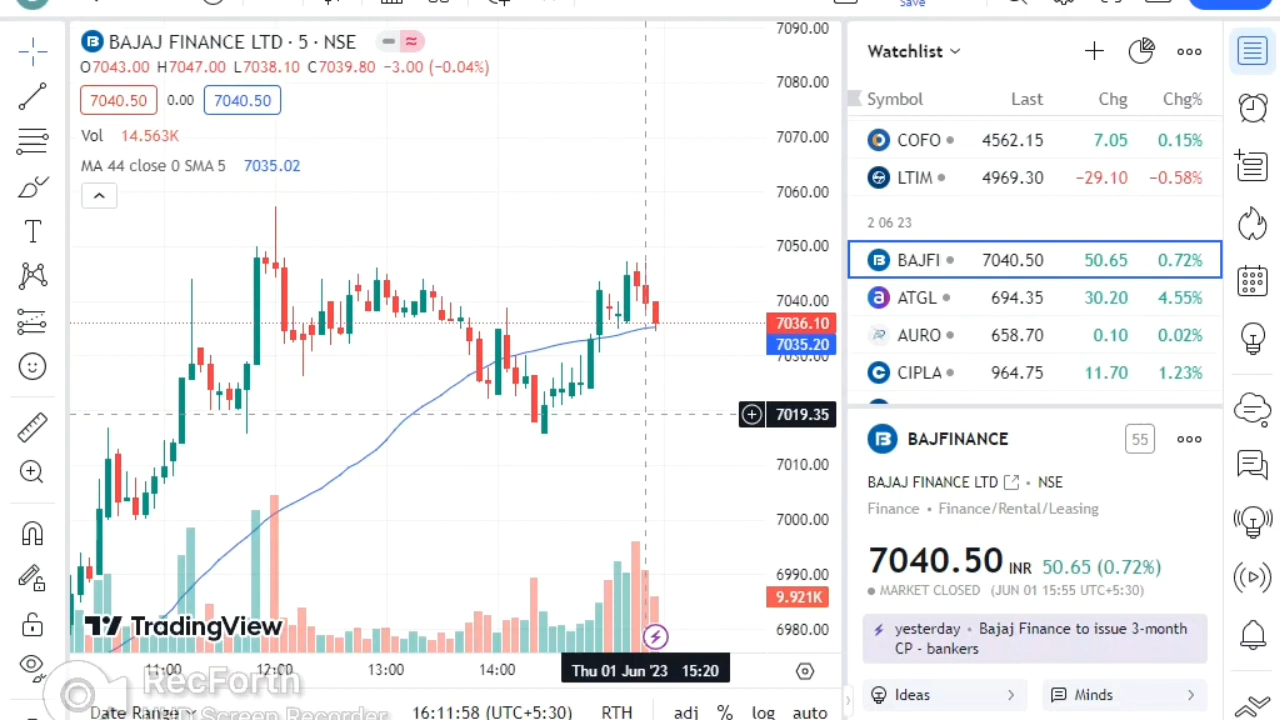 Save
BAJAJ FINANCE LTD · 5 · NSE
O7043.00 H7047.00 L7038.10 C7039.80 −3.00 (−0.04%)
7040.50 0.00 7040.50
Vol 14.563K
MA 44 close 0 SMA 5 7035.02
7090.00
7080.00
7070.00
7060.00
7050.00
7040.00
7036.10
7035.20
7030.00
7019.35
7010.00
7000.00
6990.00
9.921K
6980.00
TradingView
11:00 12:00 13:00 14:00 Thu 01 Jun '23 15:20
RecForth
Screen Recorder
Date Range 16:11:58 (UTC+5:30) RTH adj % log auto
Watchlist
Symbol Last Chg Chg%
COFO 4562.15 7.05 0.15%
LTIM 4969.30 −29.10 −0.58%
2 06 23
BAJFI 7040.50 50.65 0.72%
ATGL 694.35 30.20 4.55%
AURO 658.70 0.10 0.02%
CIPLA 964.75 11.70 1.23%
BAJFINANCE 55
BAJAJ FINANCE LTD • NSE
Finance • Finance/Rental/Leasing
7040.50 INR 50.65 (0.72%)
MARKET CLOSED (JUN 01 15:55 UTC+5:30)
yesterday • Bajaj Finance to issue 3-month
CP - bankers
Ideas Minds